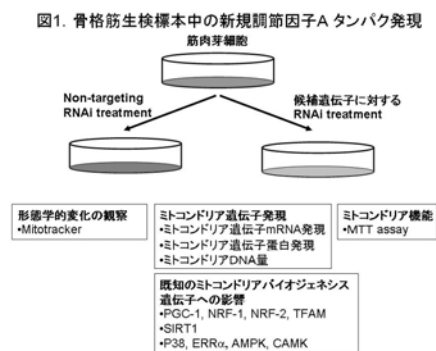 図1. 骨格筋生検標本中の新規調節因子A タンパク発現
筋肉芽細胞
Non-targeting
RNAi treatment
候補遺伝子に対する
RNAi treatment
形態学的変化の観察
•Mitotracker
ミトコンドリア遺伝子発現
•ミトコンドリア遺伝子mRNA発現
•ミトコンドリア遺伝子蛋白発現
•ミトコンドリアDNA量
ミトコンドリア機能
•MTT assay
既知のミトコンドリアバイオジェネシス
遺伝子への影響
•PGC-1, NRF-1, NRF-2, TFAM
•SIRT1
•P38, ERRα, AMPK, CAMK